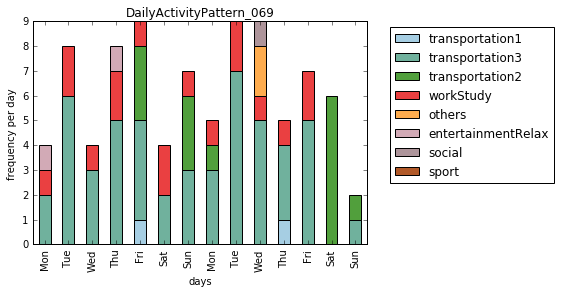 DailyActivityPattern_069
frequency per day
9
8
7
6
5
4
3
2
1
0
Mon Tue Wed Thu Fri Sat Sun Mon Tue Wed Thu Fri Sat Sun
days
transportation1
transportation3
transportation2
workStudy
others
entertainmentRelax
social
sport